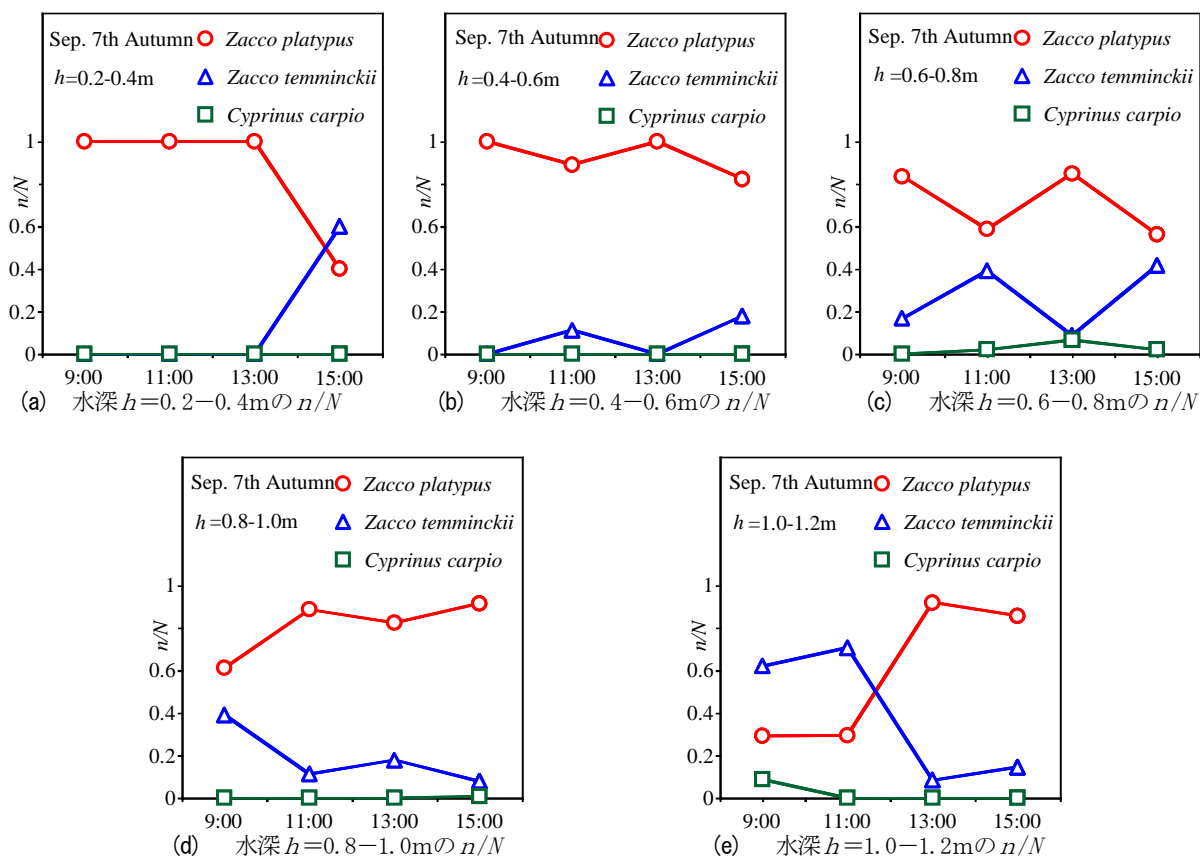 Sep. 7th Autumn
Zacco platypus
h=0.2-0.4m
Zacco temminckii
Cyprinus carpio
1
n/N
0.6
0.4
0.2
0
9:00 11:00 13:00 15:00
(a) 水深h=0.2-0.4mのn/N
Sep. 7th Autumn
Zacco platypus
h=0.4-0.6m
Zacco temminckii
Cyprinus carpio
1
n/N
0.6
0.4
0.2
0
9:00 11:00 13:00 15:00
(b) 水深h=0.4-0.6mのn/N
Sep. 7th Autumn
Zacco platypus
h=0.6-0.8m
Zacco temminckii
Cyprinus carpio
1
n/N
0.6
0.4
0.2
0
9:00 11:00 13:00 15:00
(c) 水深h=0.6-0.8mのn/N
Sep. 7th Autumn
Zacco platypus
h=0.8-1.0m
Zacco temminckii
Cyprinus carpio
1
n/N
0.6
0.4
0.2
0
9:00 11:00 13:00 15:00
(d) 水深h=0.8-1.0mのn/N
Sep. 7th Autumn
Zacco platypus
h=1.0-1.2m
Zacco temminckii
Cyprinus carpio
1
n/N
0.6
0.4
0.2
0
9:00 11:00 13:00 15:00
(e) 水深h=1.0-1.2mのn/N